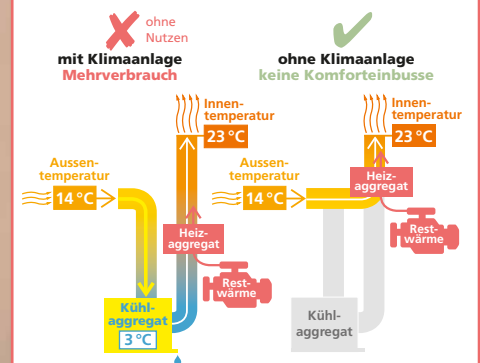 ohne
Nutzen
mit Klimaanlage
Mehrverbrauch
Innen-
temperatur
23 °C
Aussen-
temperatur
14 °C
Heiz-
aggregat
Rest-
wärme
Kühl-
aggregat
3 °C
ohne Klimaanlage
keine Komforteinbusse
Innen-
temperatur
23 °C
Aussen-
temperatur
14 °C
Heiz-
aggregat
Rest-
wärme
Kühl-
aggregat